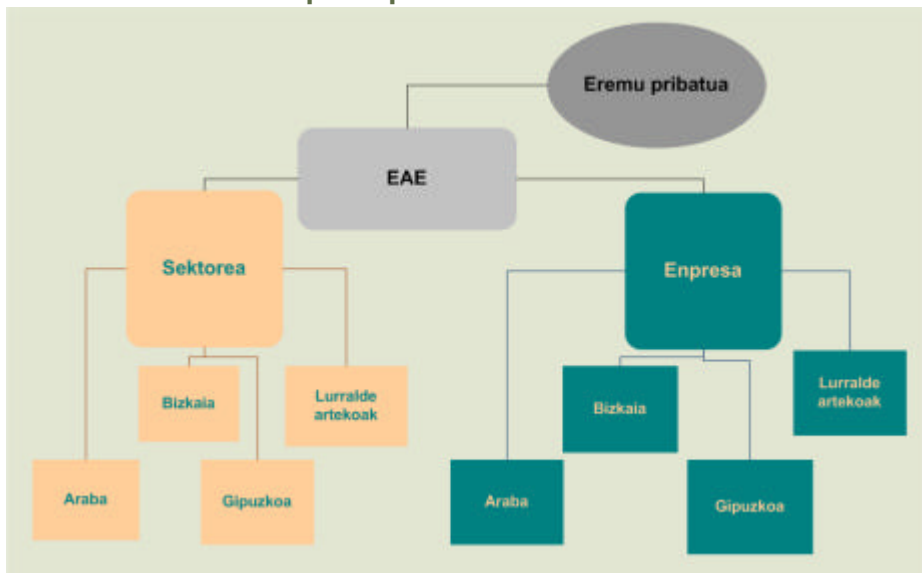 Eremu pribatua
EAE
Sektorea
Enpresa
Bizkaia
Lurralde
artekoak
Araba
Gipuzkoa
Bizkaia
Lurralde
artekoak
Araba
Gipuzkoa